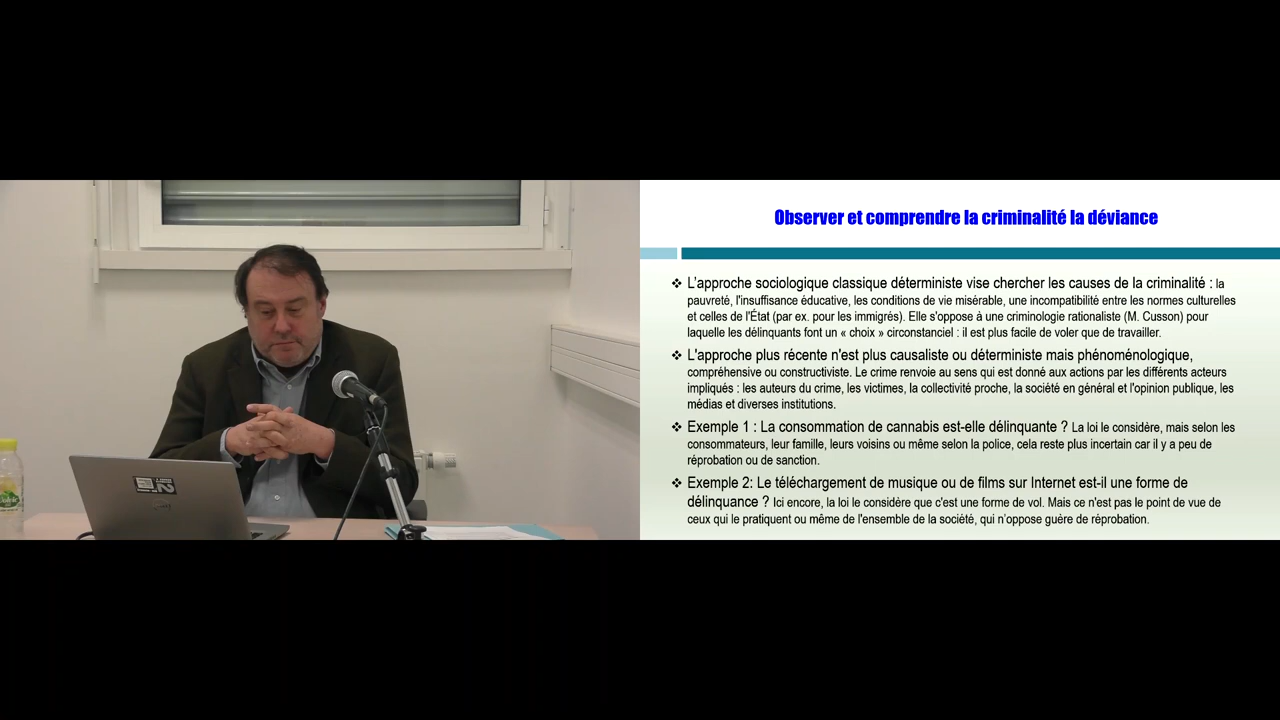 Observer et comprendre la criminalité la déviance
❖ L'approche sociologique classique déterministe vise chercher les causes de la criminalité : la
pauvreté, l'insuffisance éducative, les conditions de vie misérable, une incompatibilité entre les normes culturelles
et celles de l'État (par ex. pour les immigrés). Elle s'oppose à une criminologie rationaliste (M. Cusson) pour
laquelle les délinquants font un « choix » circonstanciel : il est plus facile de voler que de travailler.
❖ L'approche plus récente n'est plus causaliste ou déterministe mais phénoménologique,
compréhensive ou constructiviste. Le crime renvoie au sens qui est donné aux actions par les différents acteurs
impliqués : les auteurs du crime, les victimes, la collectivité proche, la société en général et l'opinion publique, les
médias et diverses institutions.
❖ Exemple 1 : La consommation de cannabis est-elle délinquante ? La loi le considère, mais selon les
consommateurs, leur famille, leurs voisins ou même selon la police, cela reste plus incertain car il y a peu de
réprobation ou de sanction.
❖ Exemple 2: Le téléchargement de musique ou de films sur Internet est-il une forme de
délinquance ? Ici encore, la loi le considère que c'est une forme de vol. Mais ce n'est pas le point de vue de
ceux qui le pratiquent ou même de l'ensemble de la société, qui n'oppose guère de réprobation.